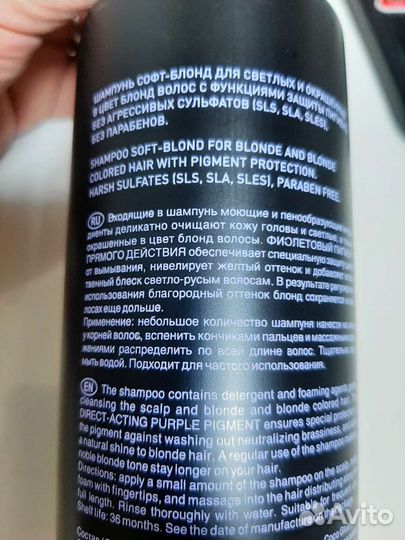 ШАМПУНЬ СОФТ-БЛОНД ДЛЯ СВЕТЛЫХ И
В ЦВЕТ БЛОНД ВОЛОС С ФУНКЦИЯМИ ЗАЩИТЫ
БЕЗ АГРЕССИВНЫХ СУЛЬФАТОВ (SLS, SLA, SLES),
БЕЗ ПАРАБЕНОВ.
SHAMPOO SOFT-BLOND FOR BLONDE AND BLONDE
COLORED HAIR WITH PIGMENT PROTECTION.
HARSH SULFATES (SLS, SLA, SLES), PARABEN FREE.
RU Входящие в шампунь моющие и пенообразующие
диенты деликатно очищают кожу головы и светлые, а
окрашенные в цвет блонд волосы. ФИОЛЕТОВЫЙ
ПРЯМОГО ДЕЙСТВИЯ обеспечивает специальную
от вымывания, нивелирует желтый оттенок и
твенный блеск светло-русым волосам. В результате
использования благородный оттенок блонд
лосах еще дольше.
Применение: небольшое количество шампуня нанести на
у корней волос, вспенить кончиками пальцев и
жениями распределить по всей длине волос. Тщательно
мыть водой. Подходит для частого использования.
EN The shampoo contains detergent and foaming agents
cleansing the scalp and blonde and blonde colored hair.
DIRECT-ACTING PURPLE PIGMENT ensures special
the pigment against washing out neutralizing brassiness, and
a natural shine to blonde hair. A regular use of the shampoo
noble blonde tone stay longer on your hair.
Directions: apply a small amount of the shampoo on the scalp,
foam with fingertips, and massage into the hair distributing
full length. Rinse thoroughly with water. Suitable for
Shelf life: 36 months. See the date of manufacture
Avito